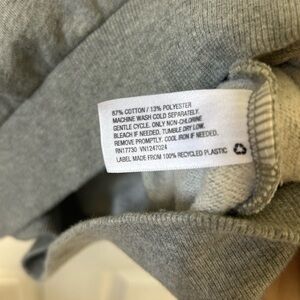 87% COTTON / 13% POLYESTER
MACHINE WASH COLD SEPARATELY.
GENTLE CYCLE. ONLY NON-CHLORINE
BLEACH IF NEEDED. TUMBLE DRY LOW.
REMOVE PROMPTLY. COOL IRON IF NEEDED.
RN17730 VN1247024
LABEL MADE FROM 100% RECYCLED PLASTIC